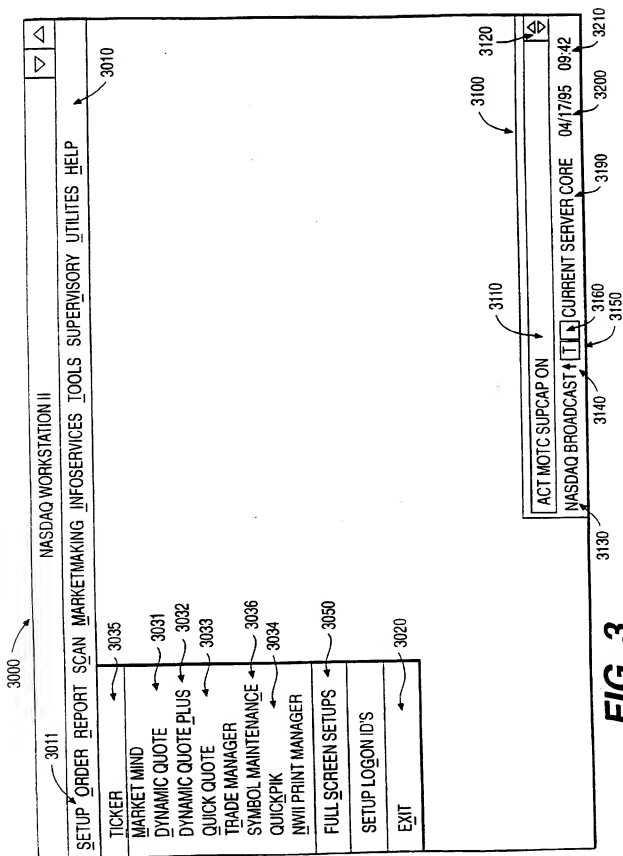 3000
NASDAQ WORKSTATION II
3011
SETUP ORDER REPORT SCAN MARKETMAKING INFOSERVICES TOOLS SUPERVISORY UTILITES HELP
3010
TICKER
3035
MARKET MIND
DYNAMIC QUOTE
3031
DYNAMIC QUOTE PLUS
3032
QUICK QUOTE
3033
TRADE MANAGER
SYMBOL MAINTENANCE
3036
QUICKPIK
3034
NWII PRINT MANAGER
FULL SCREEN SETUPS
3050
SETUP LOGON ID'S
EXIT
3020
3100
3110
3120
ACT MOTC SUPCAP ON
NASDAQ BROADCAST T CURRENT SERVER CORE 04/17/95 09:42
3130
3140
3150
3160
3190
3200
3210
FIG. 3